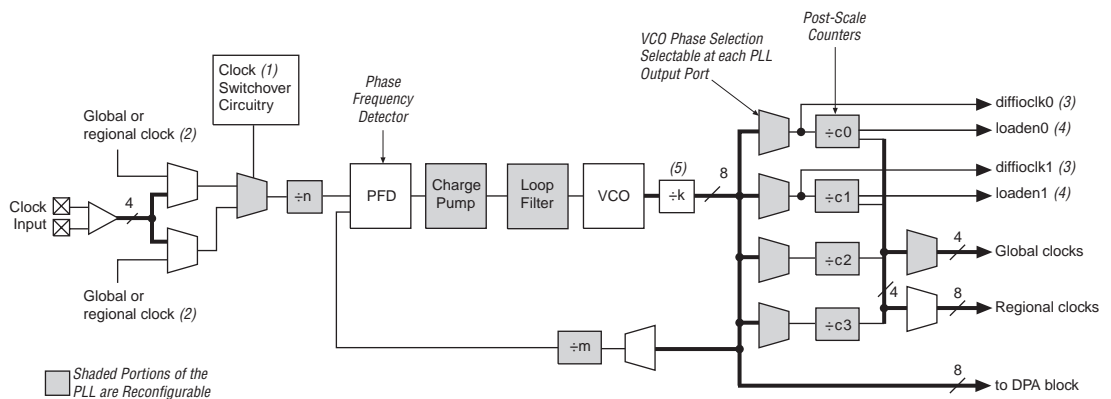 VCO Phase Selection
Selectable at each PLL
Output Port
Post-Scale
Counters
Clock (1)
Switchover
Circuitry
Phase
Frequency
Detector
Global or
regional clock (2)
4
Clock
Input
Global or
regional clock (2)
÷n
PFD
Charge
Pump
Loop
Filter
VCO
(5)
÷k
8
÷c0
÷c1
÷c2
÷c3
4
÷m
diffioclk0 (3)
loaden0 (4)
diffioclk1 (3)
loaden1 (4)
4
Global clocks
8
Regional clocks
8
to DPA block
Shaded Portions of the
PLL are Reconfigurable